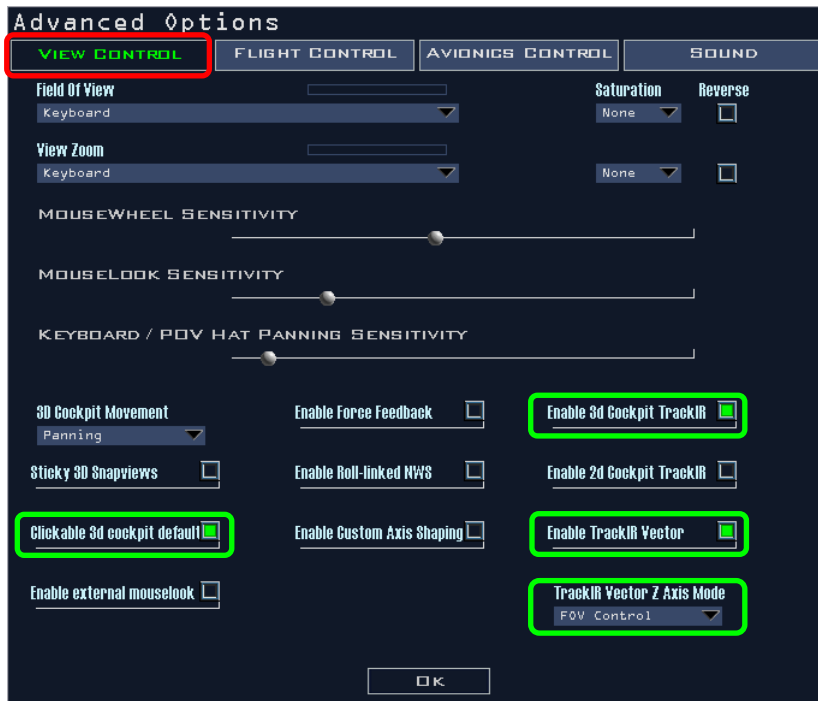 Advanced Options
VIEW CONTROL FLIGHT CONTROL AVIONICS CONTROL SOUND
Field Of View Saturation Reverse
Keyboard None
View Zoom
Keyboard None
MOUSEWHEEL SENSITIVITY
MOUSELOOK SENSITIVITY
KEYBOARD / POV HAT PANNING SENSITIVITY
3D Cockpit Movement Enable Force Feedback Enable 3d Cockpit TrackIR
Panning
Sticky 3D Snapviews Enable Roll-linked NWS Enable 2d Cockpit TrackIR
Clickable 3d cockpit default Enable Custom Axis Shaping Enable TrackIR Vector
Enable external mouselook TrackIR Vector Z Axis Mode
FOV Control
OK